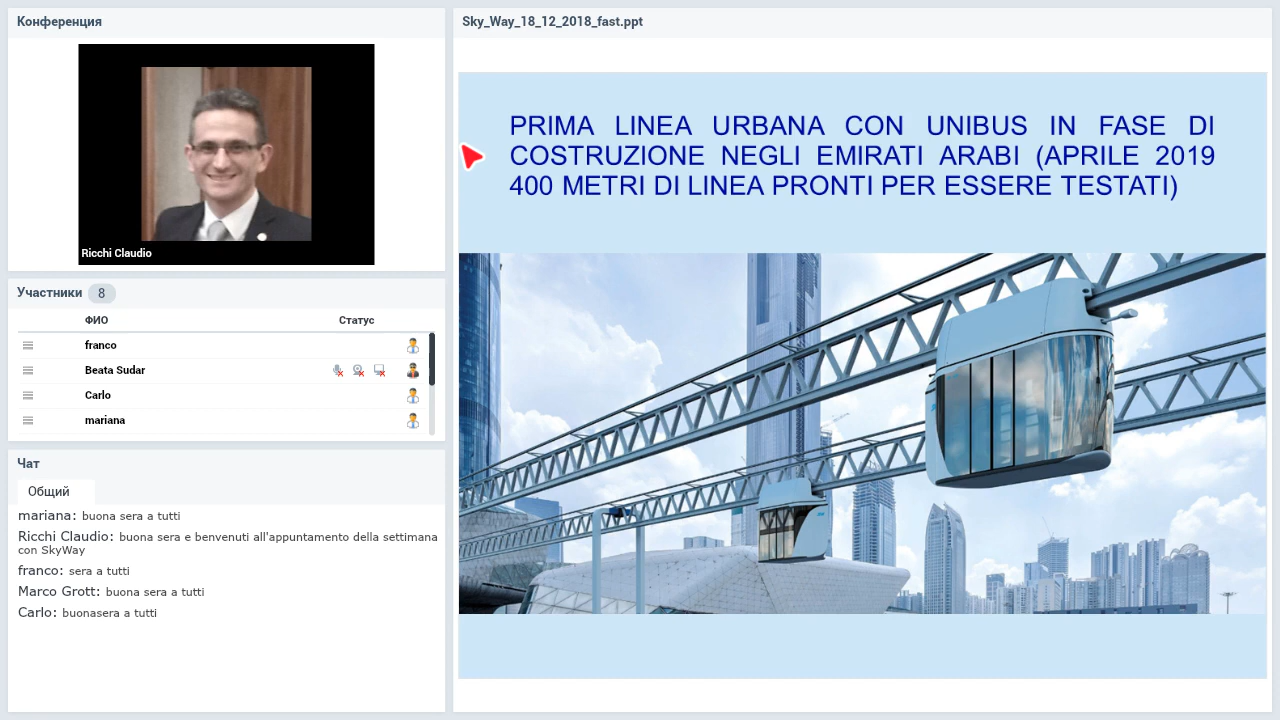 Конференция
Ricchi Claudio
Участники 8
ФИО Статус
franco
Beata Sudar
Carlo
mariana
Чат
Общий
mariana: buona sera a tutti
Ricchi Claudio: buona sera e benvenuti all'appuntamento della settimana
con SkyWay
franco: sera a tutti
Marco Grott: buona sera a tutti
Carlo: buonasera a tutti
Sky_Way_18_12_2018_fast.ppt
PRIMA LINEA URBANA CON UNIBUS IN FASE DI
COSTRUZIONE NEGLI EMIRATI ARABI (APRILE 2019
400 METRI DI LINEA PRONTI PER ESSERE TESTATI)